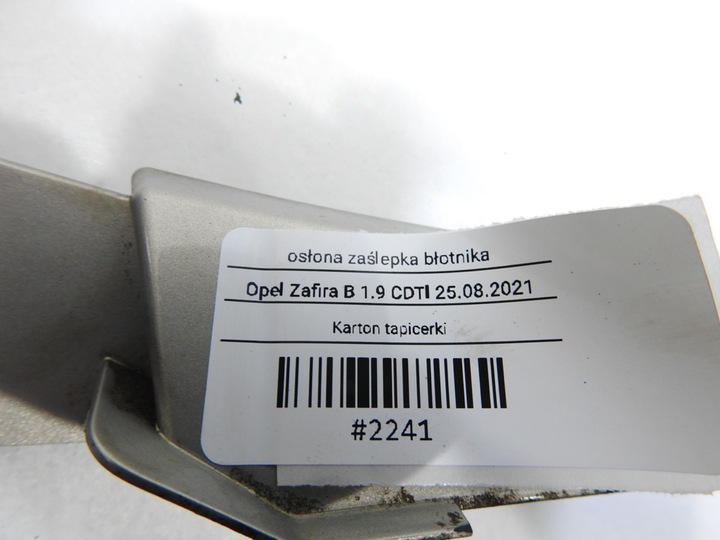 osłona zaślepka błotnika
Opel Zafira B 1.9 CDTI 25.08.2021
Karton tapicerki
#2241